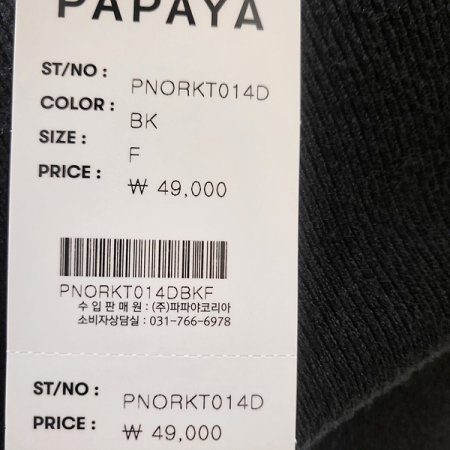 PAPAYA
ST/NO : PNORKT014D
COLOR : BK
SIZE : F
PRICE : ₩ 49,000
PNORKT014DBKF
수입판매원 : (주)파파야코리아
소비자상담실 : 031-766-6978
ST/NO : PNORKT014D
PRICE : ₩ 49,000